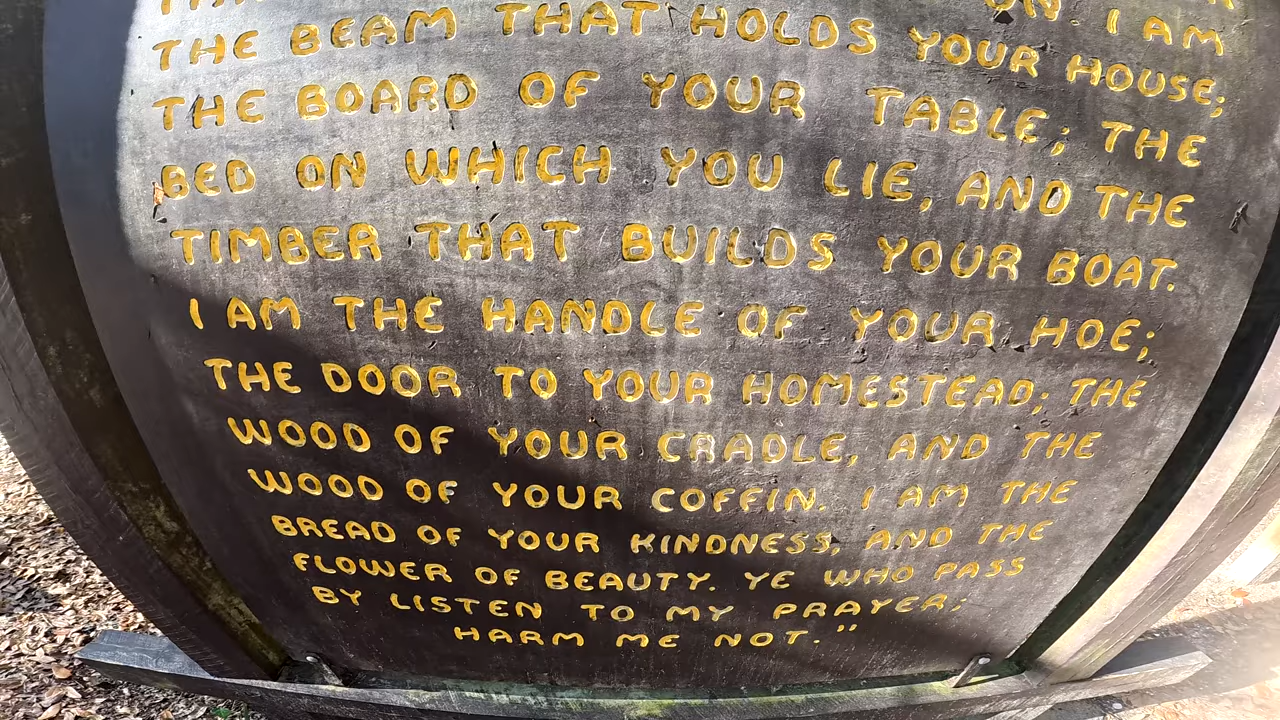 ON I AM
THE BEAM THAT HOLDS YOUR HOUSE;
THE BOARD OF YOUR TABLE; THE
BED ON WHICH YOU LIE, AND THE
TIMBER THAT BUILDS YOUR BOAT.
I AM THE HANDLE OF YOUR HOE;
THE DOOR TO YOUR HOMESTEAD; THE
WOOD OF YOUR CRADLE, AND THE
WOOD OF YOUR COFFIN. I AM THE
BREAD OF YOUR KINDNESS, AND THE
FLOWER OF BEAUTY. YE WHO PASS
BY LISTEN TO MY PRAYER;
HARM ME NOT."